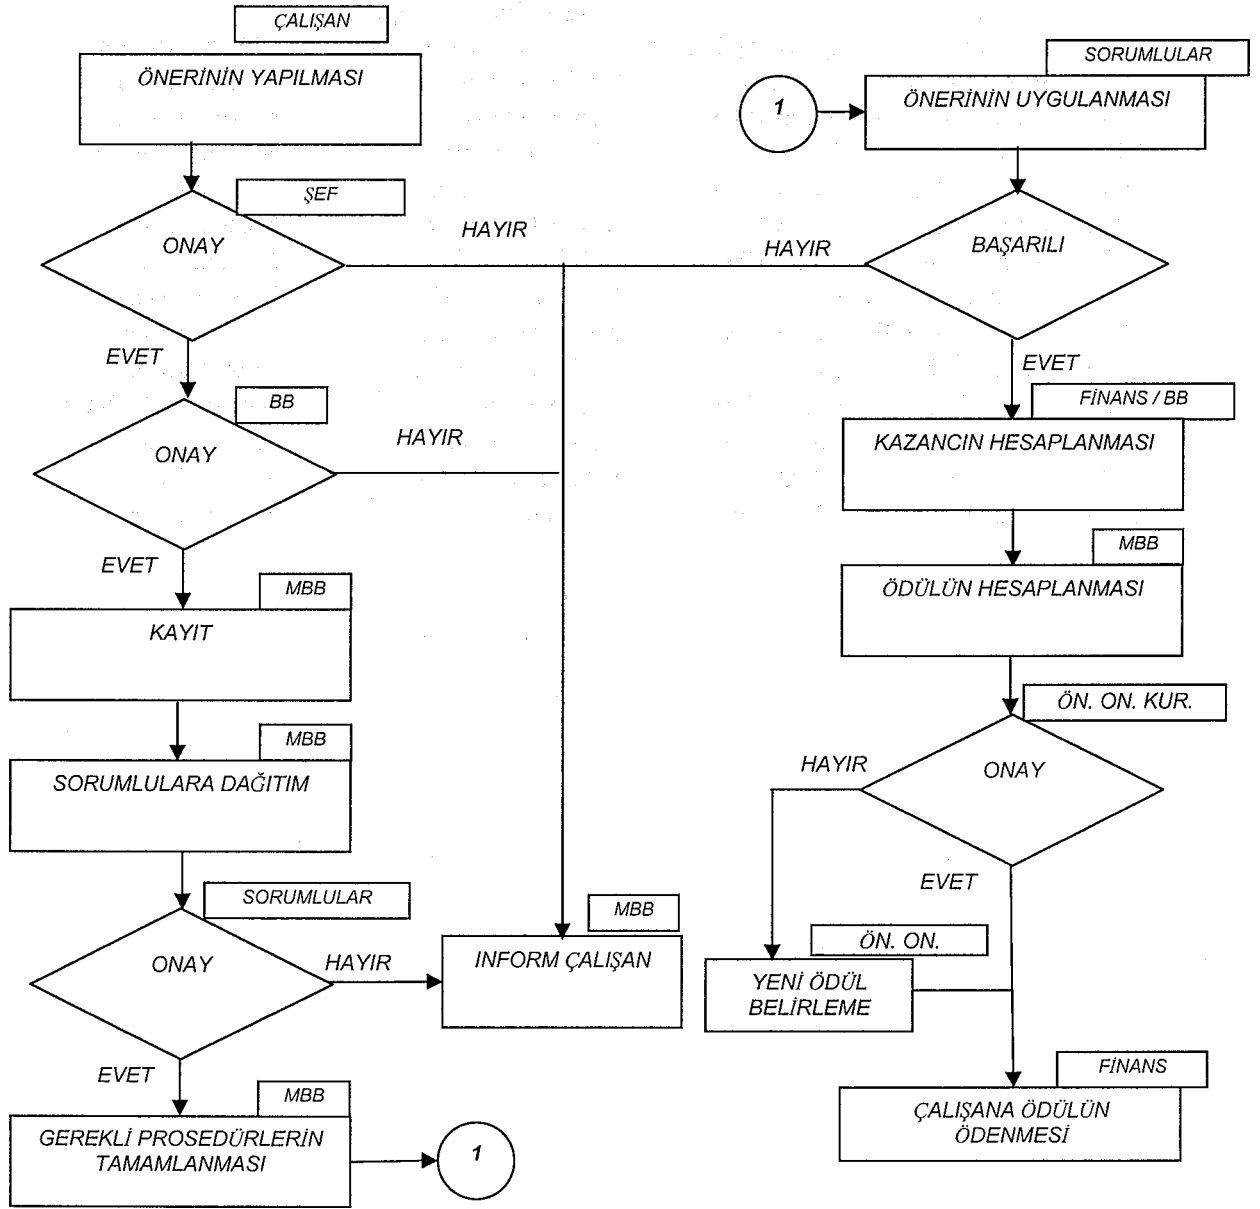 ÇALIŞAN
ÖNERİNİN YAPILMASI
ŞEF
ONAY
HAYIR
EVET
BB
ONAY
HAYIR
EVET
MBB
KAYIT
MBB
SORUMLULARA DAĞITIM
SORUMLULAR
ONAY
HAYIR
EVET
MBB
INFORM ÇALIŞAN
MBB
GEREKLİ PROSEDÜRLERİN
TAMAMLANMASI
1
SORUMLULAR
1
ÖNERİNİN UYGULANMASI
HAYIR
BAŞARILI
EVET
FİNANS / BB
KAZANCIN HESAPLANMASI
MBB
ÖDÜLÜN HESAPLANMASI
ÖN. ON. KUR.
HAYIR
ONAY
EVET
ÖN. ON.
YENİ ÖDÜL
BELİRLEME
FİNANS
ÇALIŞANA ÖDÜLÜN
ÖDENMESİ